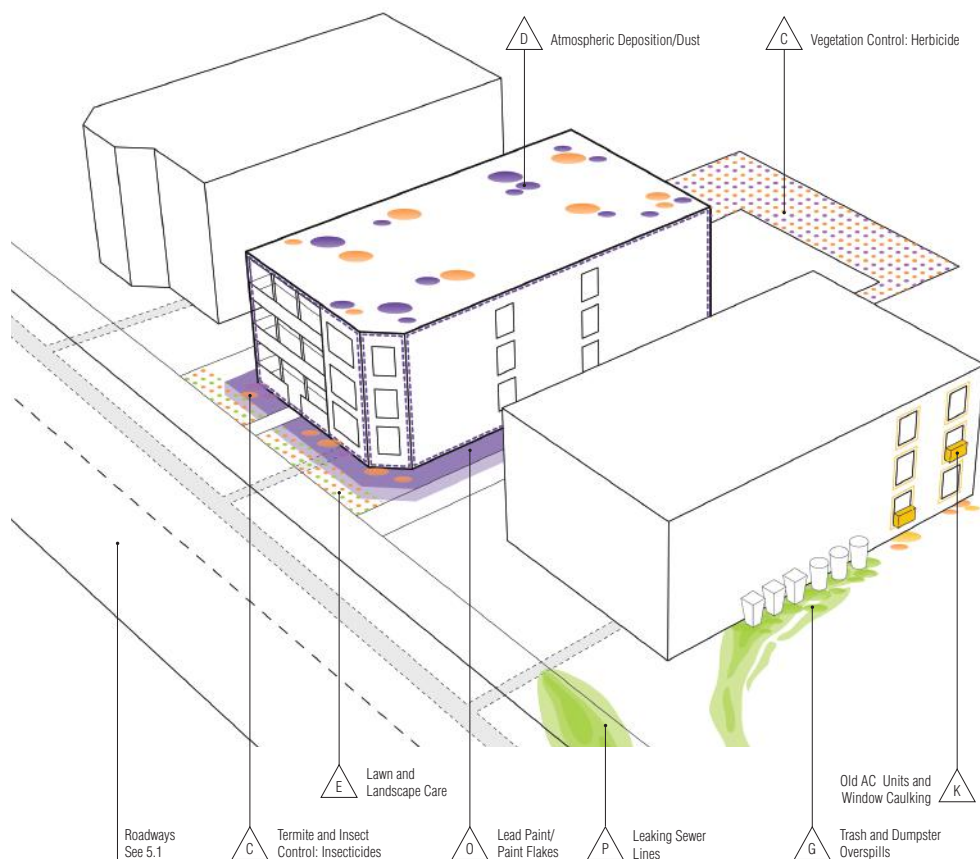 D
Atmospheric Deposition/Dust
C
Vegetation Control: Herbicide
E
Lawn and
Landscape Care
Old AC Units and
Window Caulking
K
Roadways
See 5.1
C
Termite and Insect
Control: Insecticides
O
Lead Paint/
Paint Flakes
P
Leaking Sewer
Lines
G
Trash and Dumpster
Overspills